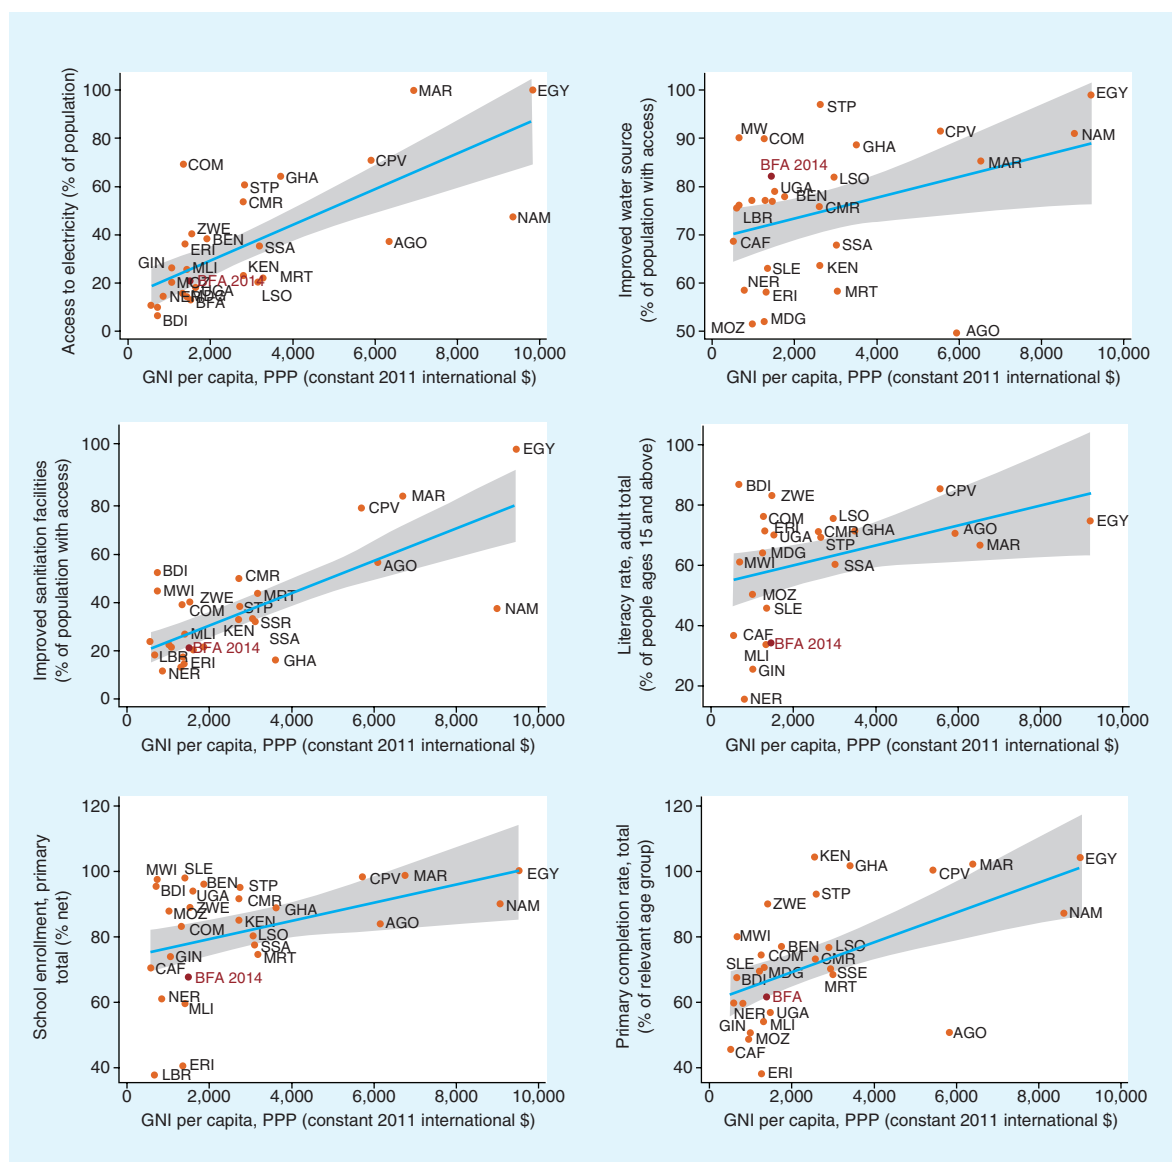 Access to electricity (% of population)
100
80
60
40
20
0
MAR
EGY
COM
CPV
GHA
STP
CMR
NAM
ZWE
BEN
AGO
ERI
SSA
GIN
MLI
KEN
MRT
MOZ
BFA 2014
UGA
NER
MDG
LSO
BFA
BDI
0
2,000
4,000
6,000
8,000
10,000
GNI per capita, PPP (constant 2011 international $)
Improved water source
(% of population with access)
100
90
80
70
60
50
EGY
STP
MW
COM
CPV
NAM
GHA
BFA 2014
MAR
LSO
UGA
BEN
LBR
CMR
CAF
SSA
SLE
KEN
NER
ERI
MRT
MOZ
MDG
AGO
0
2,000
4,000
6,000
8,000
10,000
GNI per capita, PPP (constant 2011 international $)
Improved sanitation facilities
(% of population with access)
100
80
60
40
20
0
EGY
MAR
CPV
AGO
BDI
CMR
MWI
ZWE
MRT
COM
STP
NAM
MLI
KEN
SSR
SSA
BFA 2014
LBR
ERI
GHA
NER
0
2,000
4,000
6,000
8,000
10,000
GNI per capita, PPP (constant 2011 international $)
Literacy rate, adult total
(% of people ages 15 and above)
100
80
60
40
20
BDI
ZWE
CPV
COM
LSO
EGY
ERI
UGA
CMR
GHA
AGO
STP
MAR
MDG
MWI
SSA
MOZ
SLE
CAF
BFA 2014
MLI
GIN
NER
0
2,000
4,000
6,000
8,000
10,000
GNI per capita, PPP (constant 2011 international $)
School enrollment, primary
total (% net)
120
100
80
60
40
MWI
SLE
BDI
BEN
STP
CPV
MAR
EGY
UGA
CMR
ZWE
GHA
NAM
MOZ
KEN
AGO
COM
LSO
SSA
GIN
MRT
CAF
BFA 2014
NER
MLI
ERI
LBR
0
2,000
4,000
6,000
8,000
10,000
GNI per capita, PPP (constant 2011 international $)
Primary completion rate, total
(% of relevant age group)
120
100
80
60
40
KEN
GHA
CPV
MAR
EGY
STP
ZWE
NAM
MWI
BEN
LSO
COM
CMR
SLE
MDG
SSE
BDI
MRT
BFA
NER
UGA
GIN
MLI
MOZ
AGO
CAF
ERI
0
2,000
4,000
6,000
8,000
10,000
GNI per capita, PPP (constant 2011 international $)